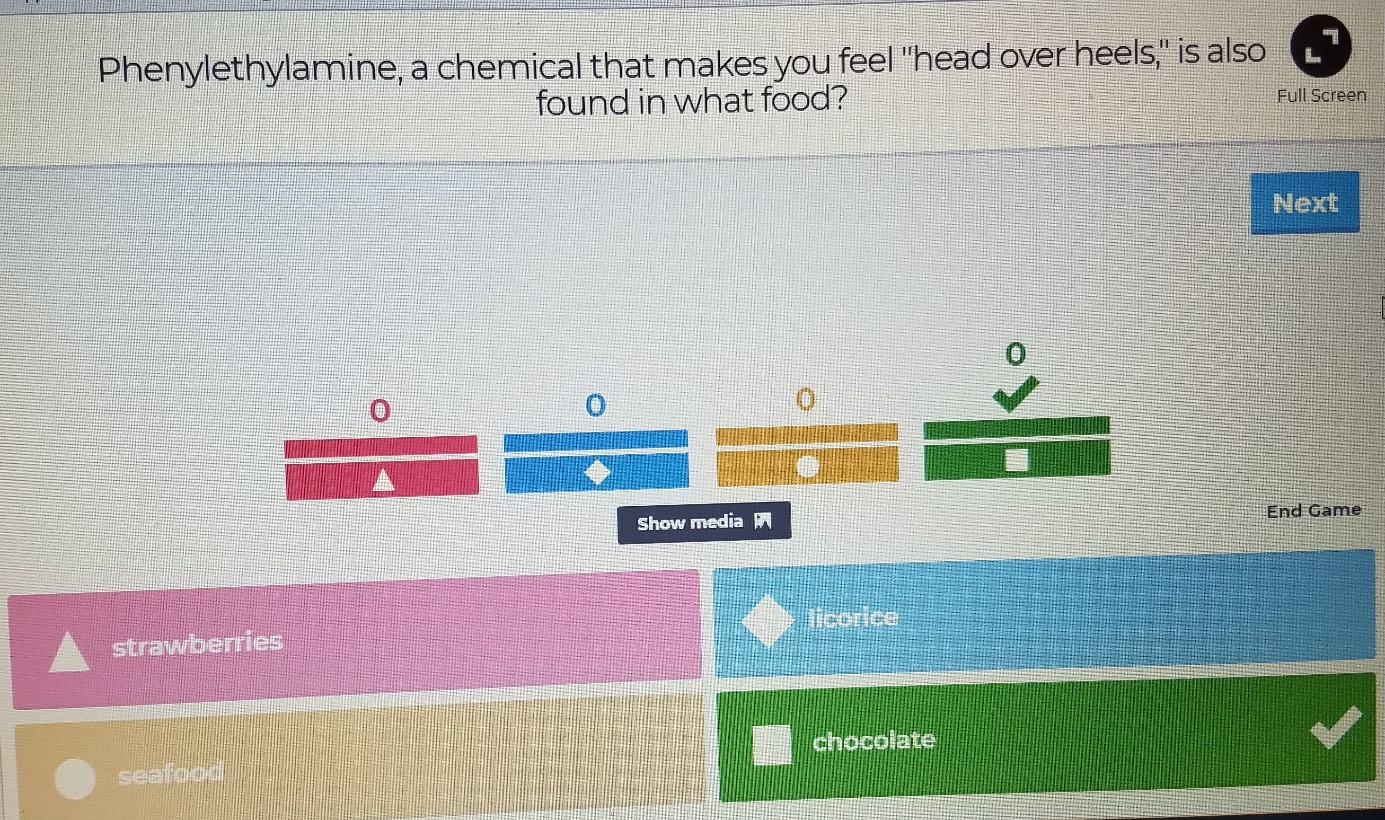 Phenylethylamine, a chemical that makes you feel "head over heels," is also
found in what food?
Full Screen
Next
0
0
0
0
Show media
End Game
strawberries
licorice
seafood
chocolate